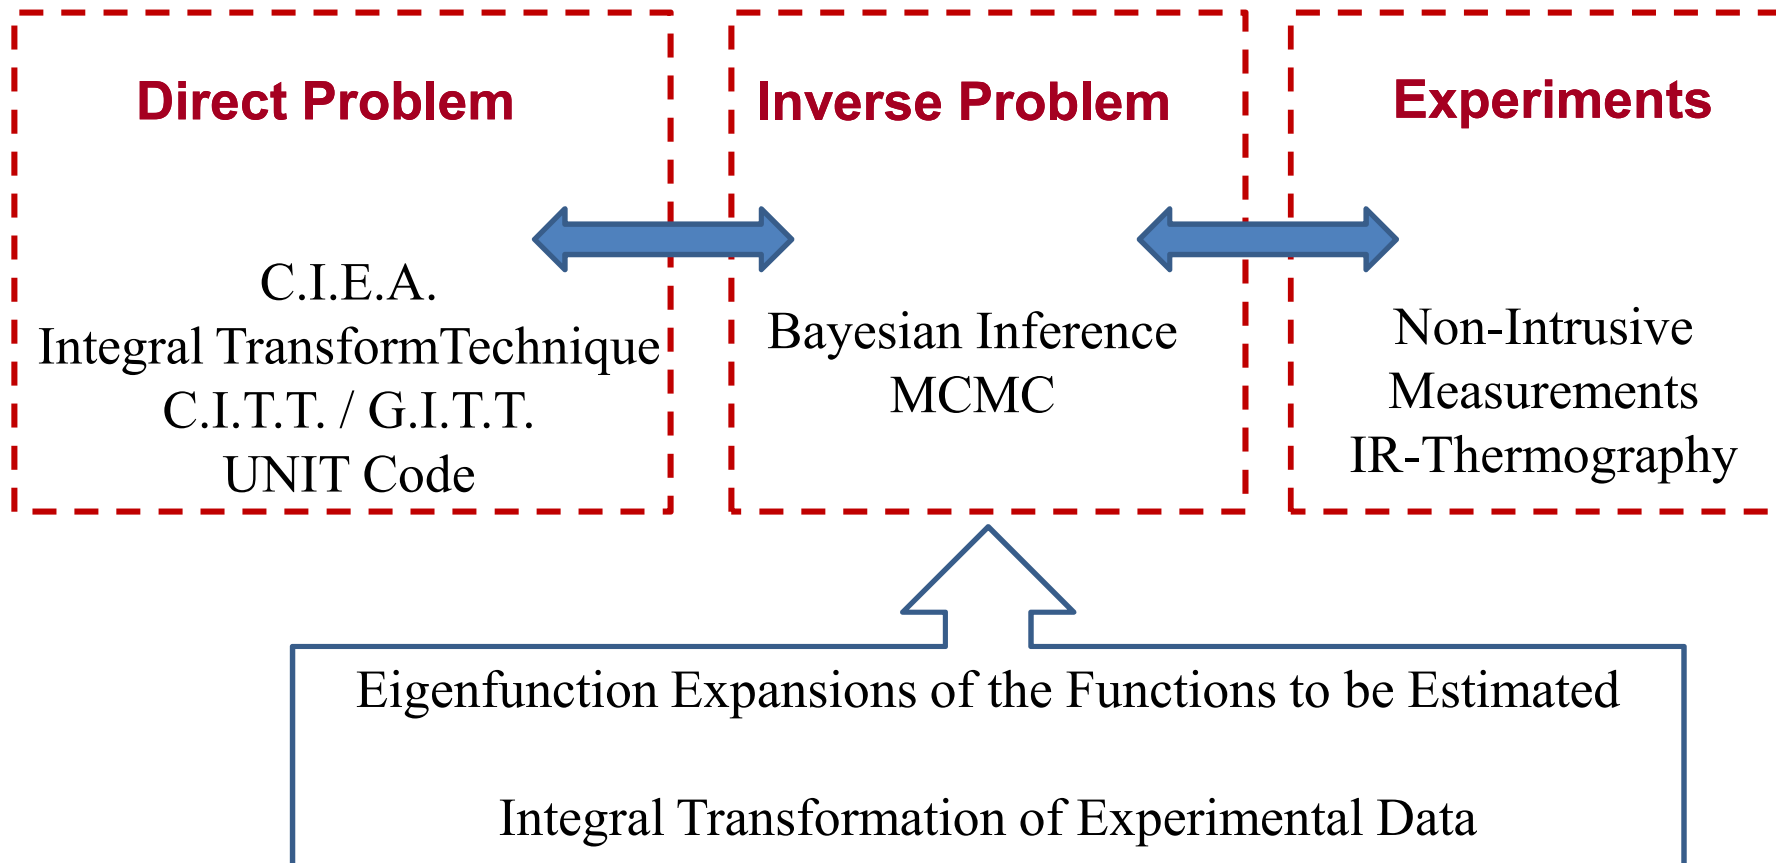 Direct Problem
C.I.E.A.
Integral TransformTechnique
C.I.T.T. / G.I.T.T.
UNIT Code
Inverse Problem
Bayesian Inference
MCMC
Experiments
Non-Intrusive
Measurements
IR-Thermography
Eigenfunction Expansions of the Functions to be Estimated
Integral Transformation of Experimental Data